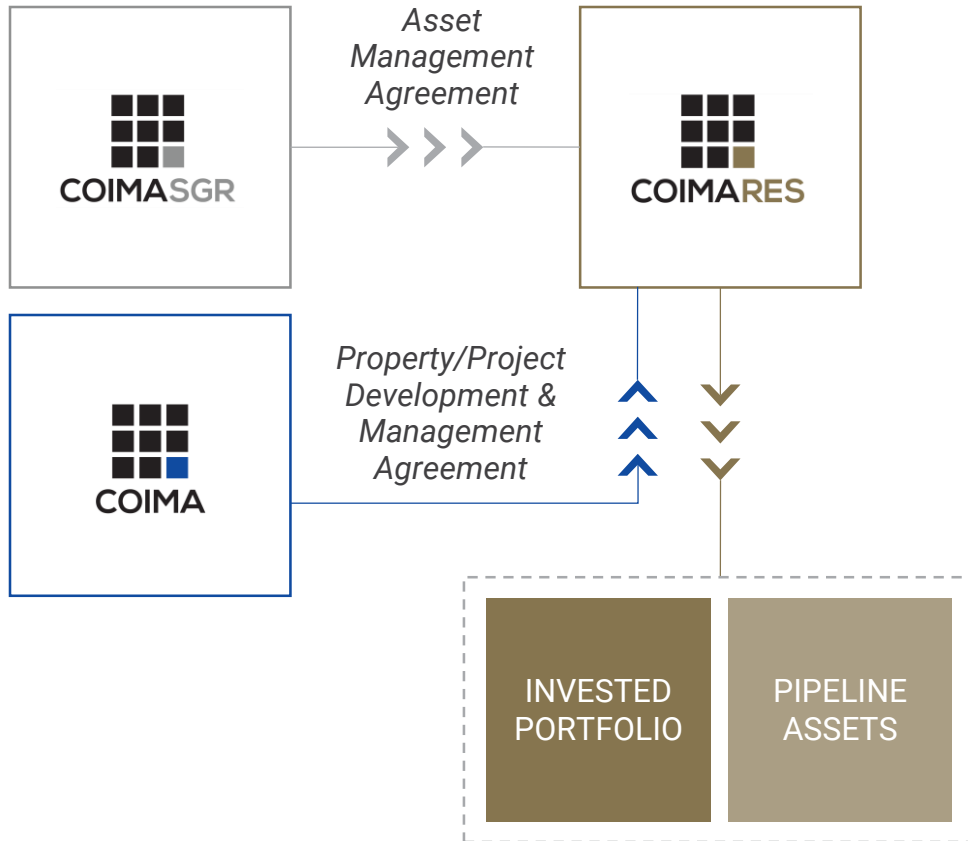 Asset
Management
Agreement
COIMASGR
COIMARES
Property/Project
Development &
Management
Agreement
COIMA
INVESTED
PORTFOLIO
PIPELINE
ASSETS